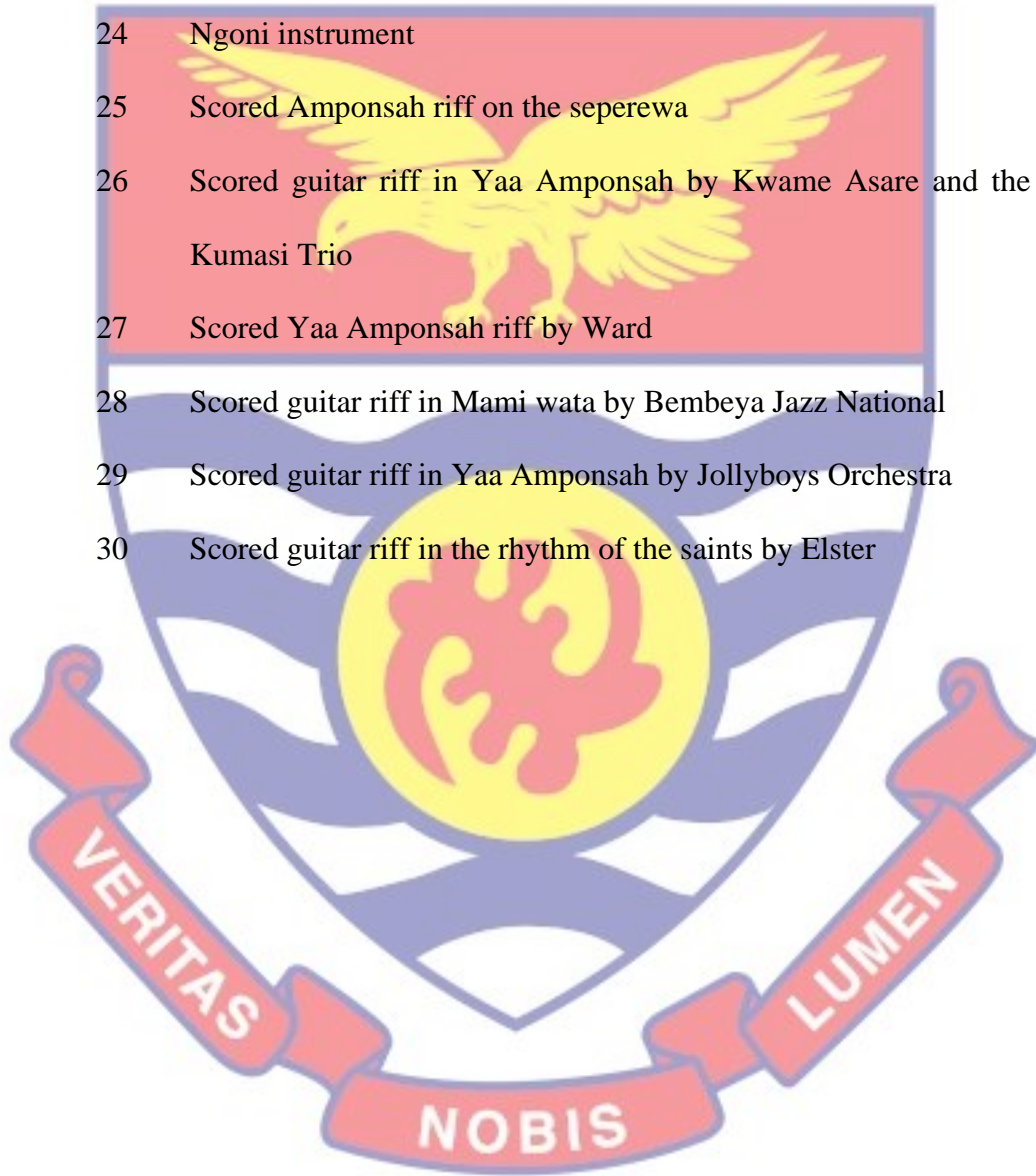 24 Ngoni instrument
25 Scored Amponsah riff on the seperewa
26 Scored guitar riff in Yaa Amponsah by Kwame Asare and the
Kumasi Trio
27 Scored Yaa Amponsah riff by Ward
28 Scored guitar riff in Mami wata by Bembeya Jazz National
29 Scored guitar riff in Yaa Amponsah by Jollyboys Orchestra
30 Scored guitar riff in the rhythm of the saints by Elster
VERITAS
NOBIS
LUMEN